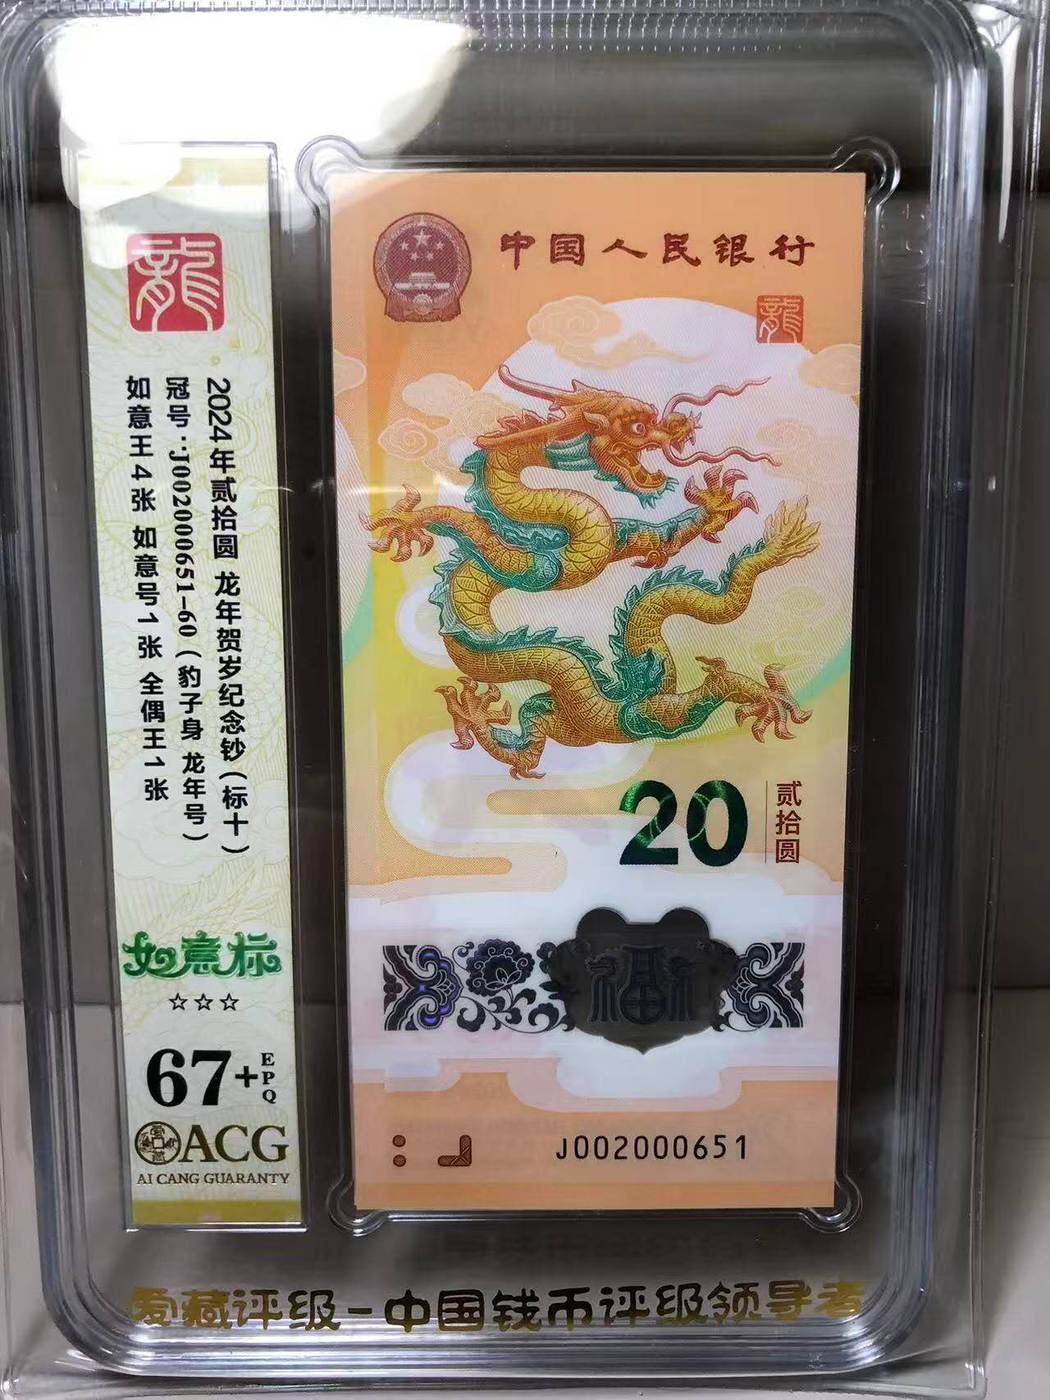 龍
2024年贰拾圆 龙年贺岁纪念钞(标十)
冠号:J002000651-60(豹子身 龙年号)
如意王4张 如意号1张 全偶王1张
如意标
☆☆☆
67+EPQ
ACG
AI CANG GUARANTY
中国人民银行
龍
20
贰拾圆
福
J002000651
爱藏评级-中国钱币评级领导者